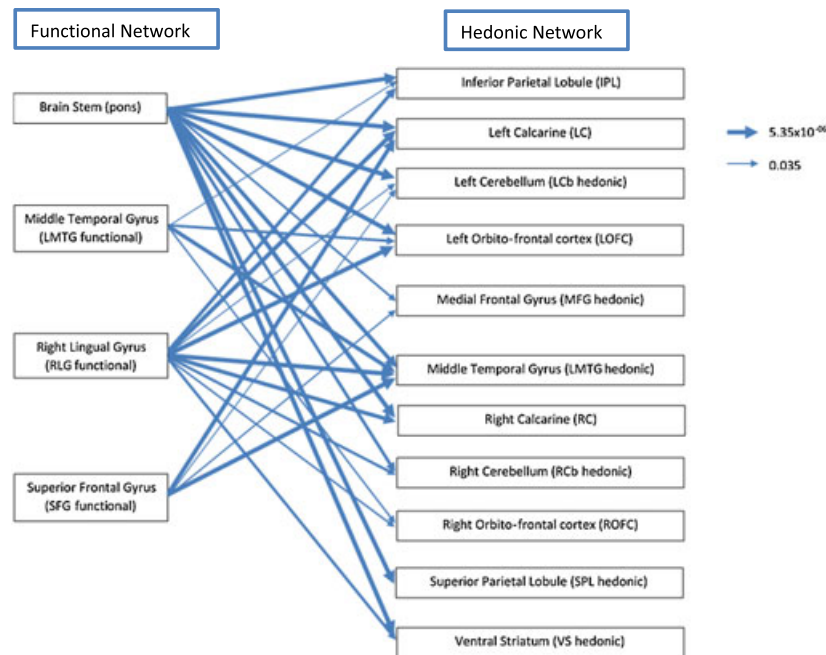 Functional Network
Hedonic Network
Brain Stem (pons)
Middle Temporal Gyrus
(LMTG functional)
Right Lingual Gyrus
(RLG functional)
Superior Frontal Gyrus
(SFG functional)
Inferior Parietal Lobule (IPL)
Left Calcarine (LC)
Left Cerebellum (LCb hedonic)
Left Orbito-frontal cortex (LOFC)
Medial Frontal Gyrus (MFG hedonic)
Middle Temporal Gyrus (LMTG hedonic)
Right Calcarine (RC)
Right Cerebellum (RCb hedonic)
Right Orbito-frontal cortex (ROFC)
Superior Parietal Lobule (SPL hedonic)
Ventral Striatum (VS hedonic)
5.35x10
0.035